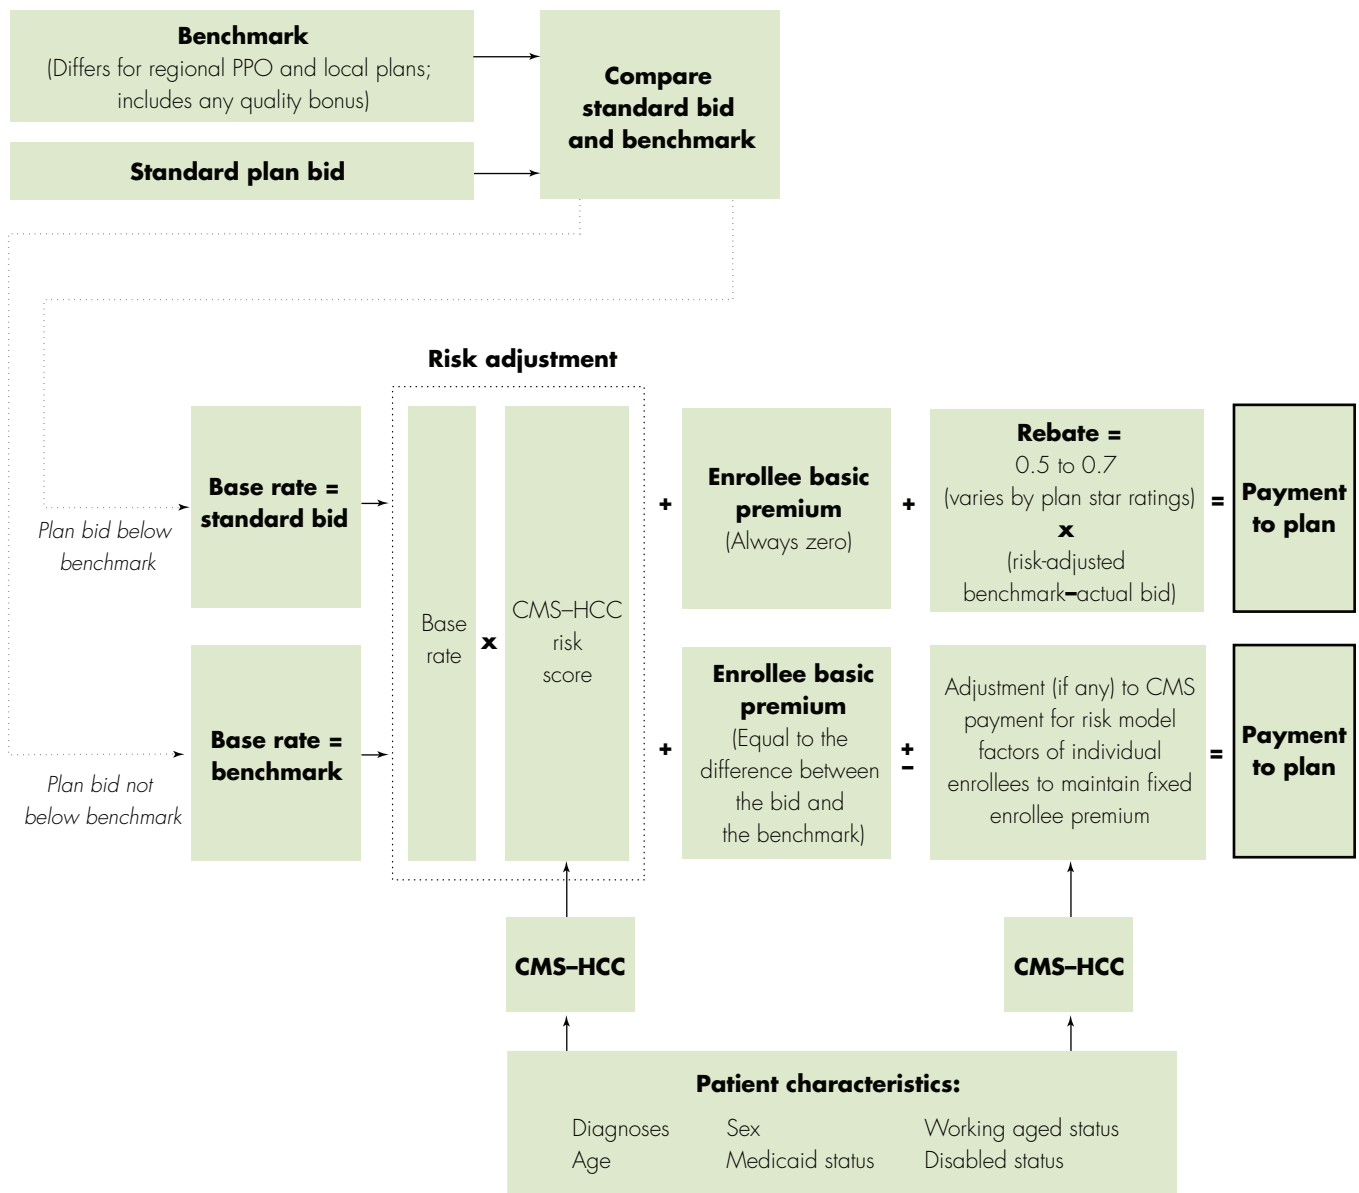 Benchmark
(Differs for regional PPO and local plans;
includes any quality bonus)
Compare
standard bid
and benchmark
Standard plan bid
Risk adjustment
Plan bid below
benchmark
Base rate =
standard bid
Base
rate
x
CMS–HCC
risk
score
+
Enrollee basic
premium
(Always zero)
+
Rebate =
0.5 to 0.7
(varies by plan star ratings)
x
(risk-adjusted
benchmark–actual bid)
=
Payment
to plan
Plan bid not
below benchmark
Base rate =
benchmark
+
Enrollee basic
premium
(Equal to the
difference between
the bid and
the benchmark)
+
–
Adjustment (if any) to CMS
payment for risk model
factors of individual
enrollees to maintain fixed
enrollee premium
=
Payment
to plan
CMS–HCC
CMS–HCC
Patient characteristics:
Diagnoses Sex Working aged status
Age Medicaid status Disabled status